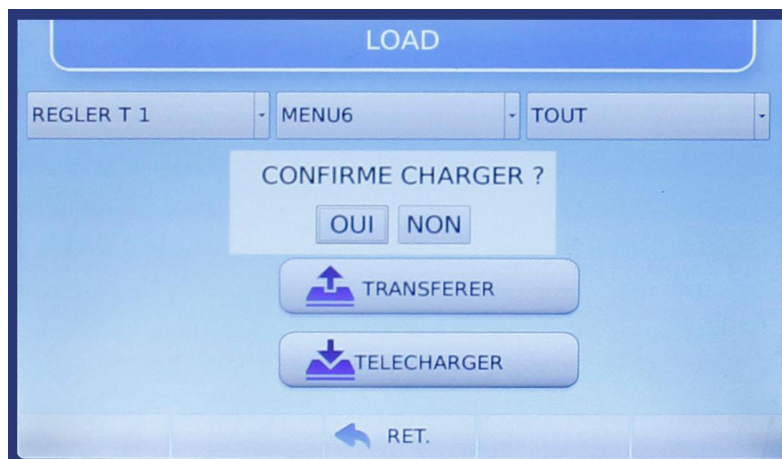 LOAD
REGLER T 1 MENU6 TOUT
CONFIRME CHARGER ?
OUI NON
TRANSFERER
TELECHARGER
RET.